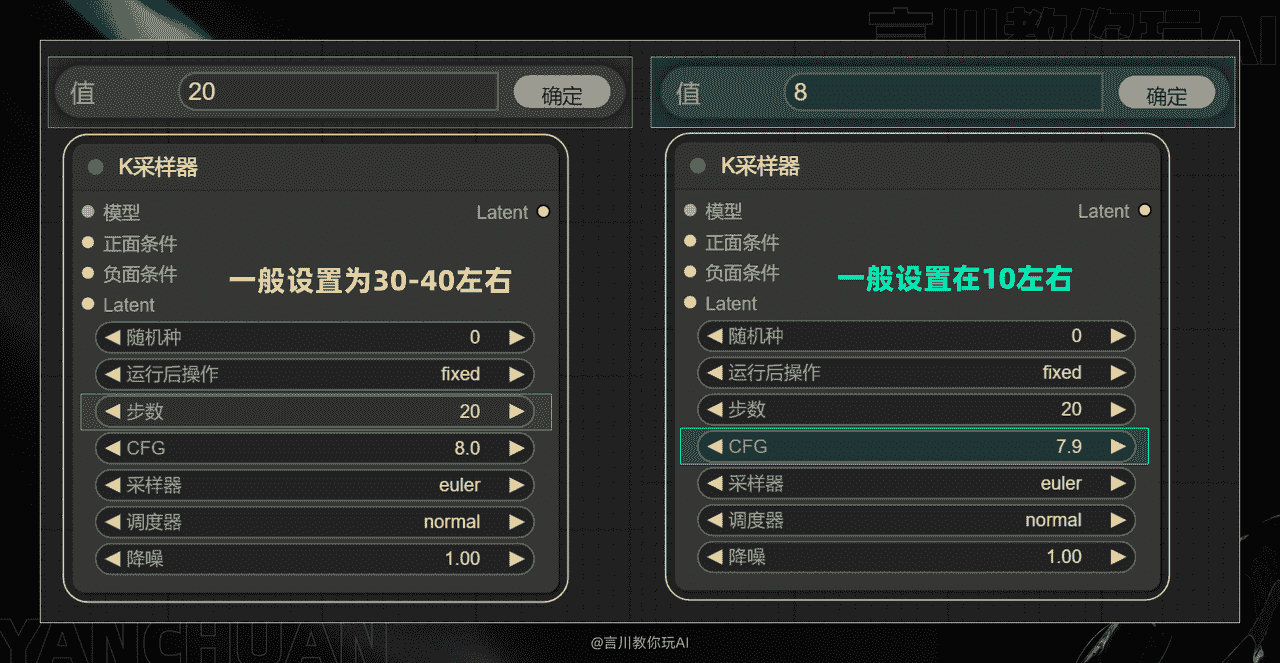 言川教你玩AI
值 20 确定
K采样器
模型 Latent
正面条件
负面条件
Latent
一般设置为30-40左右
随机种 0
运行后操作 fixed
步数 20
CFG 8.0
采样器 euler
调度器 normal
降噪 1.00
值 8 确定
K采样器
模型 Latent
正面条件
负面条件
Latent
一般设置在10左右
随机种 0
运行后操作 fixed
步数 20
CFG 7.9
采样器 euler
调度器 normal
降噪 1.00
YANCHUAN
@言川教你玩AI